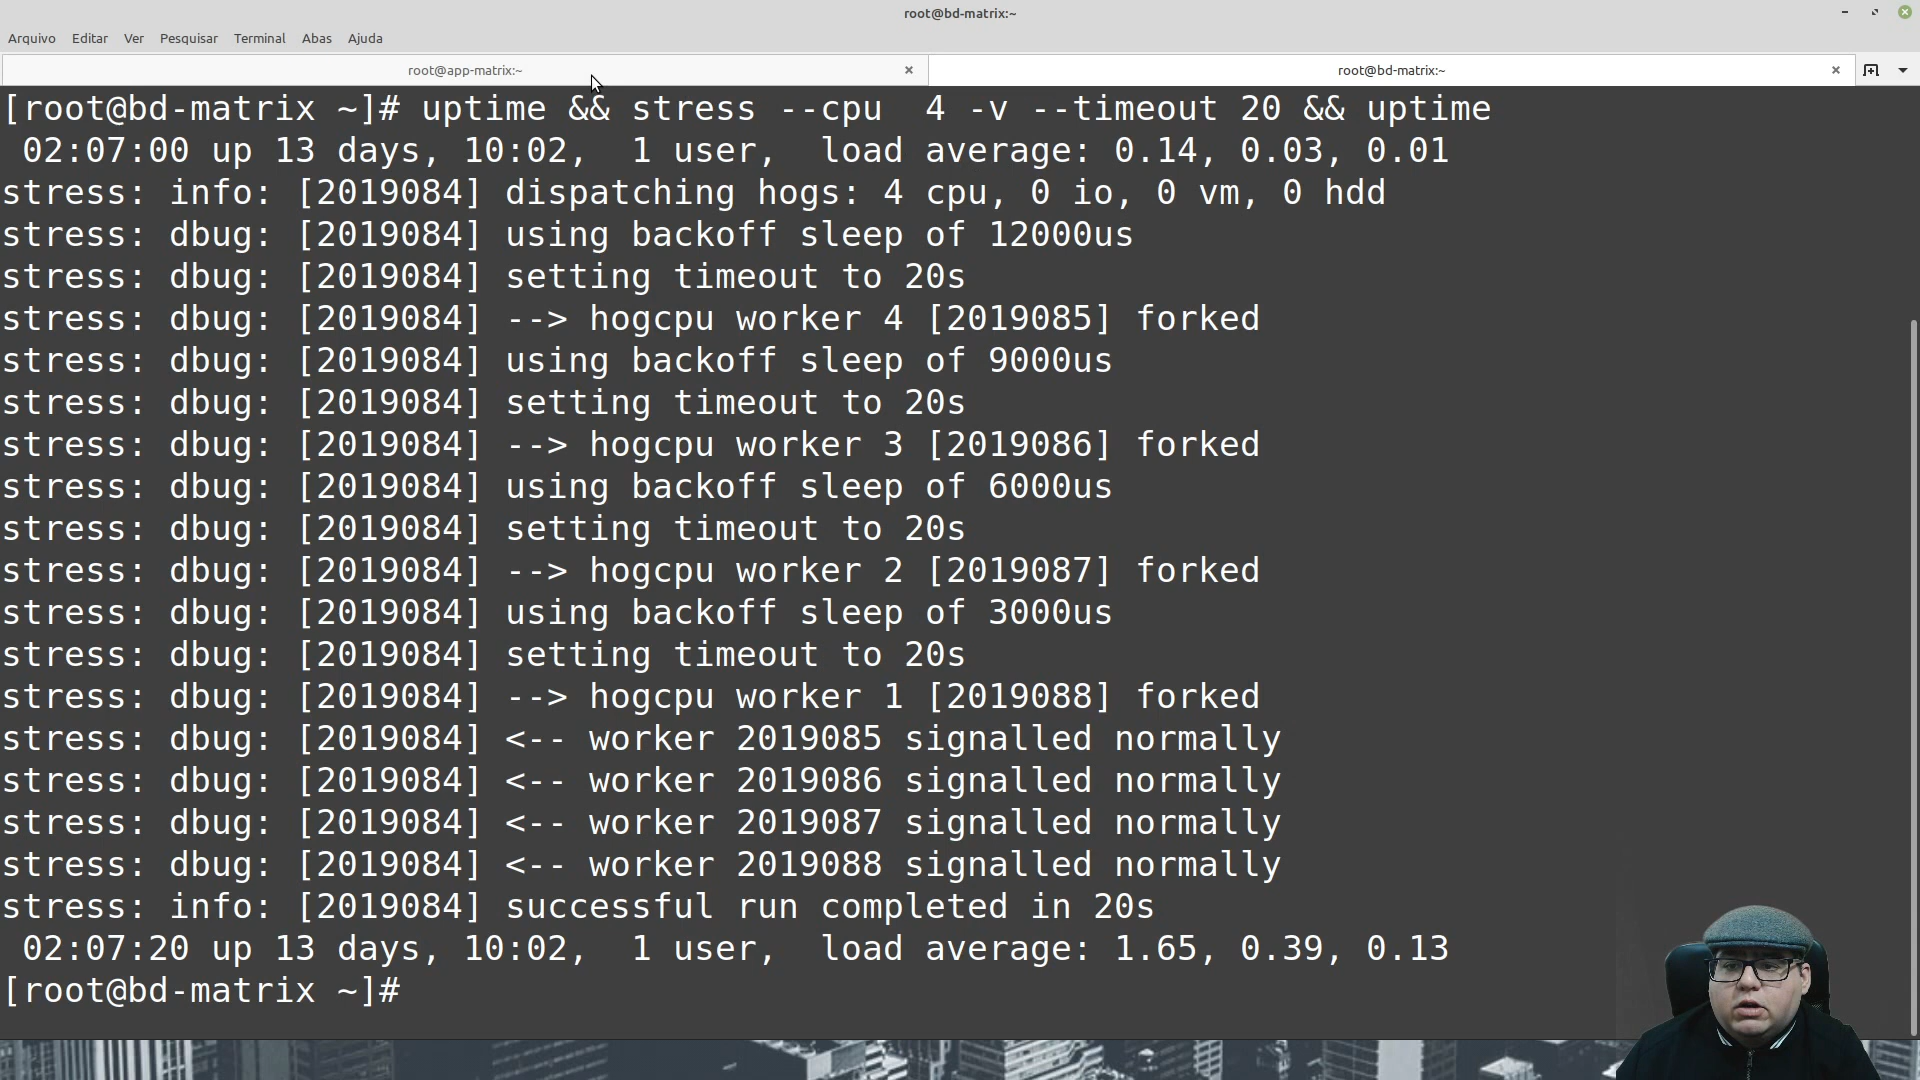 root@bd-matrix:~
Arquivo Editar Ver Pesquisar Terminal Abas Ajuda
root@app-matrix:~ root@bd-matrix:~
[root@bd-matrix ~]# uptime && stress --cpu  4 -v --timeout 20 && uptime
 02:07:00 up 13 days, 10:02,  1 user,  load average: 0.14, 0.03, 0.01
stress: info: [2019084] dispatching hogs: 4 cpu, 0 io, 0 vm, 0 hdd
stress: dbug: [2019084] using backoff sleep of 12000us
stress: dbug: [2019084] setting timeout to 20s
stress: dbug: [2019084] --> hogcpu worker 4 [2019085] forked
stress: dbug: [2019084] using backoff sleep of 9000us
stress: dbug: [2019084] setting timeout to 20s
stress: dbug: [2019084] --> hogcpu worker 3 [2019086] forked
stress: dbug: [2019084] using backoff sleep of 6000us
stress: dbug: [2019084] setting timeout to 20s
stress: dbug: [2019084] --> hogcpu worker 2 [2019087] forked
stress: dbug: [2019084] using backoff sleep of 3000us
stress: dbug: [2019084] setting timeout to 20s
stress: dbug: [2019084] --> hogcpu worker 1 [2019088] forked
stress: dbug: [2019084] <-- worker 2019085 signalled normally
stress: dbug: [2019084] <-- worker 2019086 signalled normally
stress: dbug: [2019084] <-- worker 2019087 signalled normally
stress: dbug: [2019084] <-- worker 2019088 signalled normally
stress: info: [2019084] successful run completed in 20s
 02:07:20 up 13 days, 10:02,  1 user,  load average: 1.65, 0.39, 0.13
[root@bd-matrix ~]#